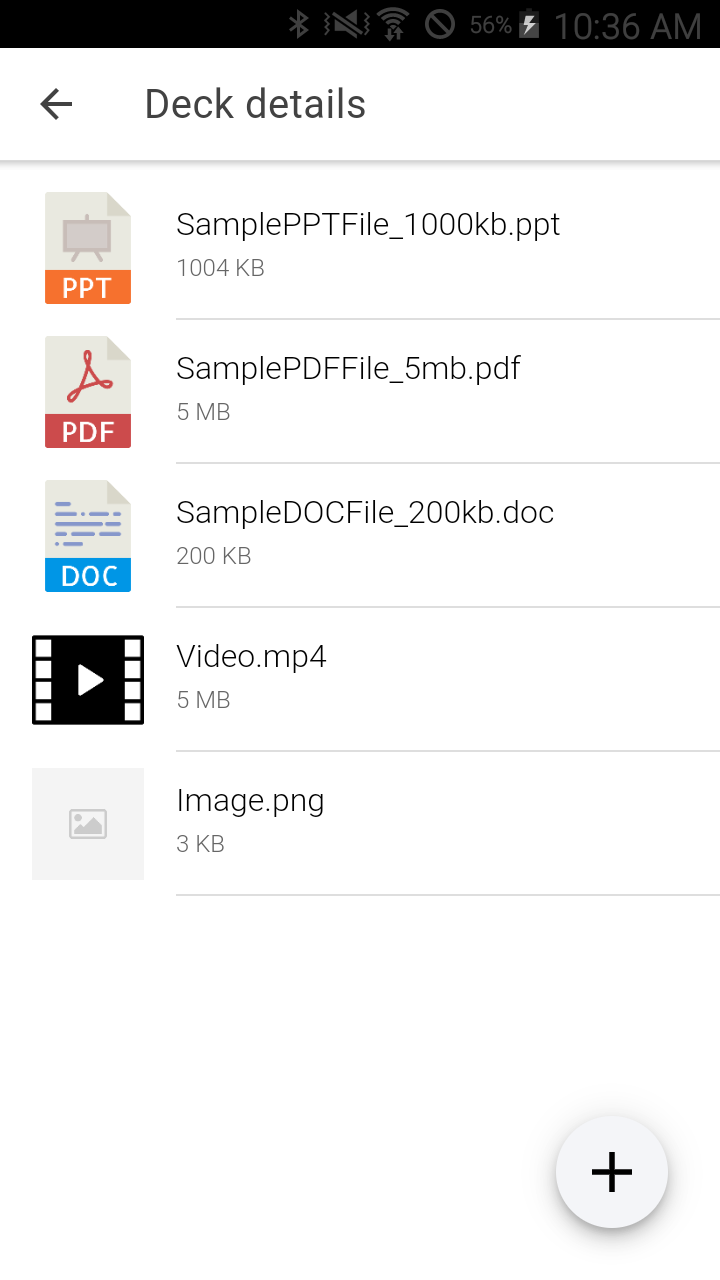 56% 10:36 AM
Deck details
SamplePPTFile_1000kb.ppt
1004 KB
PPT
SamplePDFFile_5mb.pdf
5 MB
PDF
SampleDOCFile_200kb.doc
200 KB
DOC
Video.mp4
5 MB
Image.png
3 KB